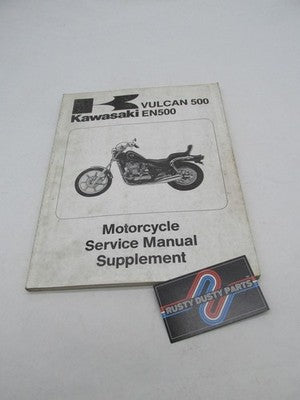 VULCAN 500
Kawasaki EN500
Motorcycle
Service Manual
Supplement
RUSTY DUSTY PARTS